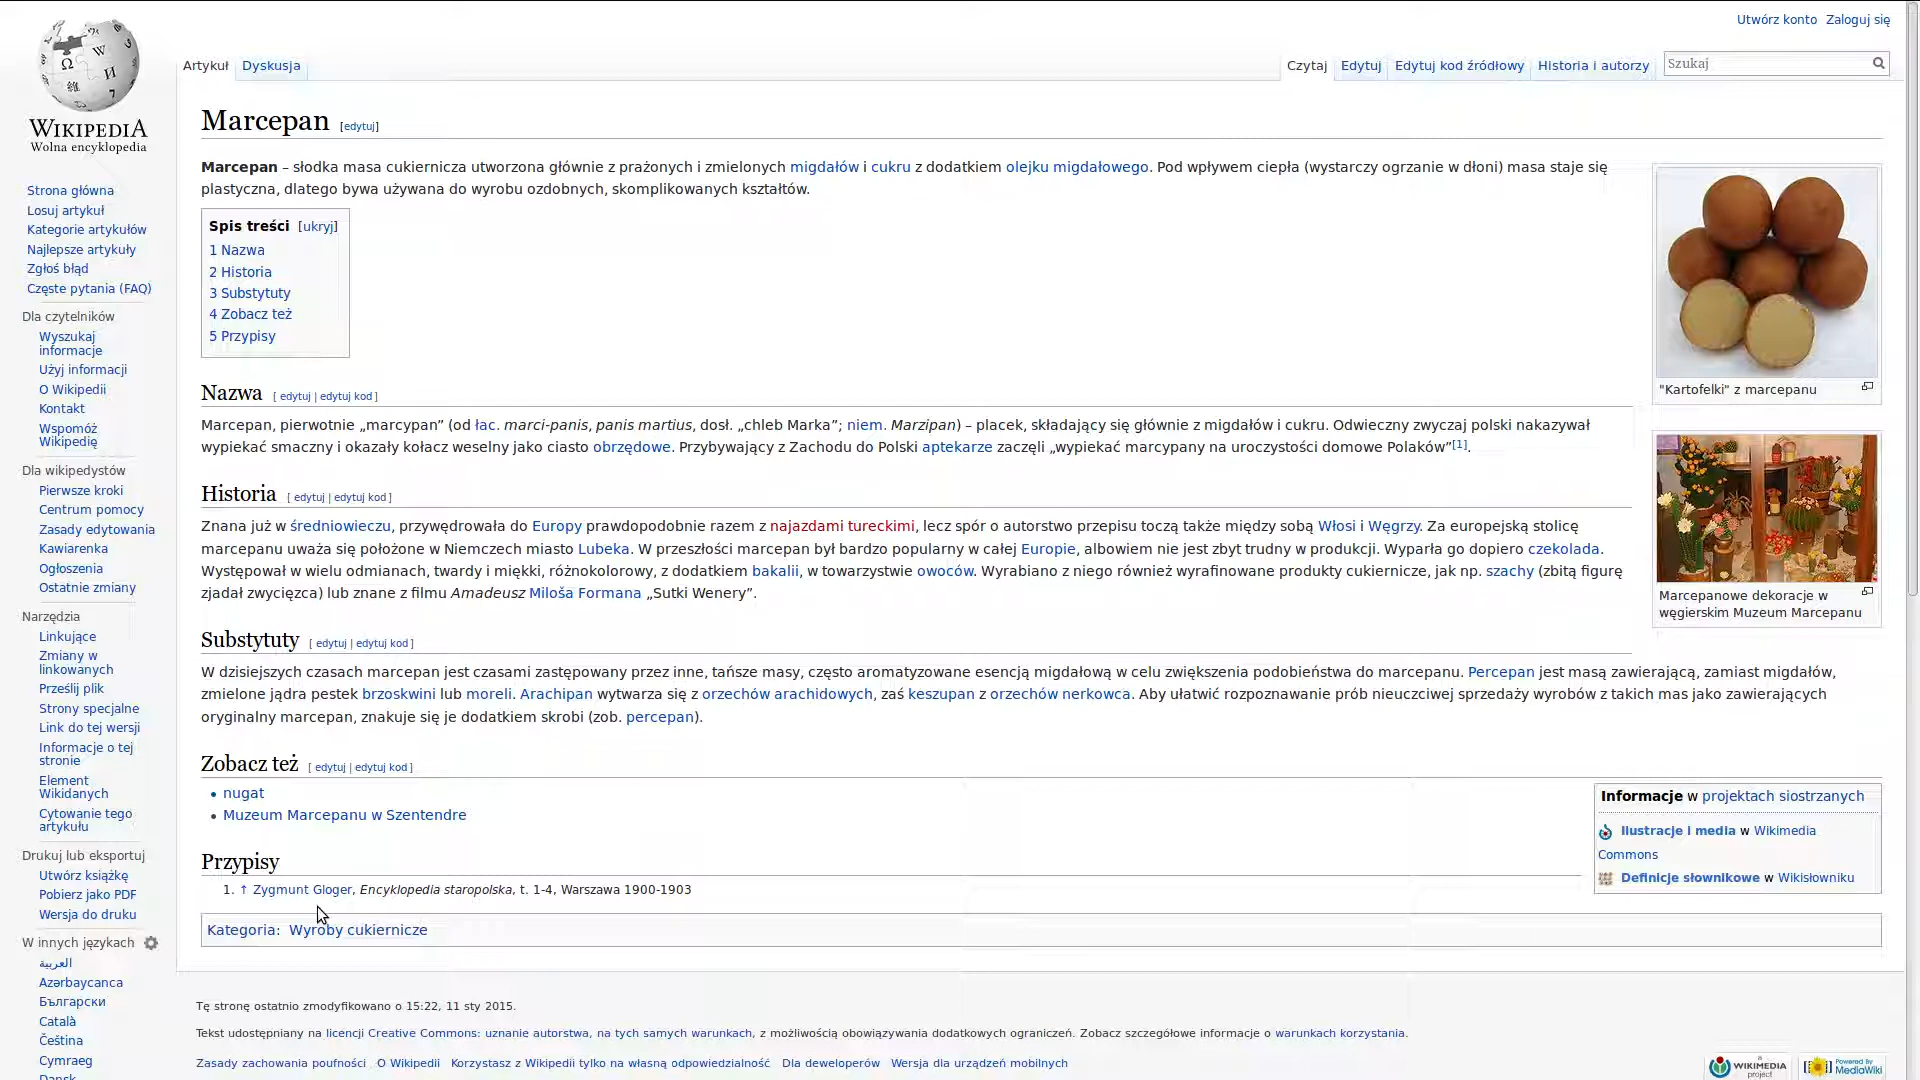 Utwórz konto Zaloguj się
WIKIPEDIA
Wolna encyklopedia
Artykuł Dyskusja
Czytaj Edytuj Edytuj kod źródłowy Historia i autorzy Szukaj
Strona główna
Losuj artykuł
Kategorie artykułów
Najlepsze artykuły
Zgłoś błąd
Częste pytania (FAQ)
Dla czytelników
Wyszukaj
informacje
Użyj informacji
O Wikipedii
Kontakt
Wspomóż
Wikipedię
Dla wikipedystów
Pierwsze kroki
Centrum pomocy
Zasady edytowania
Kawiarenka
Ogłoszenia
Ostatnie zmiany
Narzędzia
Linkujące
Zmiany w
linkowanych
Prześlij plik
Strony specjalne
Link do tej wersji
Informacje o tej
stronie
Element
Wikidanych
Cytowanie tego
artykułu
Drukuj lub eksportuj
Utwórz książkę
Pobierz jako PDF
Wersja do druku
W innych językach
العربية
Azərbaycanca
Български
Català
Čeština
Cymraeg
Dansk
Marcepan [edytuj]
Marcepan – słodka masa cukiernicza utworzona głównie z prażonych i zmielonych migdałów i cukru z dodatkiem olejku migdałowego. Pod wpływem ciepła (wystarczy ogrzanie w dłoni) masa staje się
plastyczna, dlatego bywa używana do wyrobu ozdobnych, skomplikowanych kształtów.
Spis treści [ukryj]
1 Nazwa
2 Historia
3 Substytuty
4 Zobacz też
5 Przypisy
"Kartofelki" z marcepanu
Nazwa [ edytuj | edytuj kod ]
Marcepan, pierwotnie „marcypan” (od łac. marci-panis, panis martius, dosł. „chleb Marka”; niem. Marzipan) – placek, składający się głównie z migdałów i cukru. Odwieczny zwyczaj polski nakazywał
wypiekać smaczny i okazały kołacz weselny jako ciasto obrzędowe. Przybywający z Zachodu do Polski aptekarze zaczęli „wypiekać marcypany na uroczystości domowe Polaków”[1].
Historia [ edytuj | edytuj kod ]
Znana już w średniowieczu, przywędrowała do Europy prawdopodobnie razem z najazdami tureckimi, lecz spór o autorstwo przepisu toczą także między sobą Włosi i Węgrzy. Za europejską stolicę
marcepanu uważa się położone w Niemczech miasto Lubeka. W przeszłości marcepan był bardzo popularny w całej Europie, albowiem nie jest zbyt trudny w produkcji. Wyparła go dopiero czekolada.
Występował w wielu odmianach, twardy i miękki, różnokolorowy, z dodatkiem bakalii, w towarzystwie owoców. Wyrabiano z niego również wyrafinowane produkty cukiernicze, jak np. szachy (zbitą figurę
zjadał zwycięzca) lub znane z filmu Amadeusz Miloša Formana „Sutki Wenery”.
Marcepanowe dekoracje w
węgierskim Muzeum Marcepanu
Substytuty [ edytuj | edytuj kod ]
W dzisiejszych czasach marcepan jest czasami zastępowany przez inne, tańsze masy, często aromatyzowane esencją migdałową w celu zwiększenia podobieństwa do marcepanu. Percepan jest masą zawierającą, zamiast migdałów,
zmielone jądra pestek brzoskwini lub moreli. Arachipan wytwarza się z orzechów arachidowych, zaś keszupan z orzechów nerkowca. Aby ułatwić rozpoznawanie prób nieuczciwej sprzedaży wyrobów z takich mas jako zawierających
oryginalny marcepan, znakuje się je dodatkiem skrobi (zob. percepan).
Zobacz też [ edytuj | edytuj kod ]
• nugat
• Muzeum Marcepanu w Szentendre
Informacje w projektach siostrzanych
Ilustracje i media w Wikimedia
Commons
Definicje słownikowe w Wikisłowniku
Przypisy
1. ↑ Zygmunt Gloger, Encyklopedia staropolska, t. 1-4, Warszawa 1900-1903
Kategoria: Wyroby cukiernicze
Tę stronę ostatnio zmodyfikowano o 15:22, 11 sty 2015.
Tekst udostępniany na licencji Creative Commons: uznanie autorstwa, na tych samych warunkach, z możliwością obowiązywania dodatkowych ograniczeń. Zobacz szczegółowe informacje o warunkach korzystania.
Zasady zachowania poufności O Wikipedii Korzystasz z Wikipedii tylko na własną odpowiedzialność Dla deweloperów Wersja dla urządzeń mobilnych
A
WIKIMEDIA
project
Powered By
MediaWiki